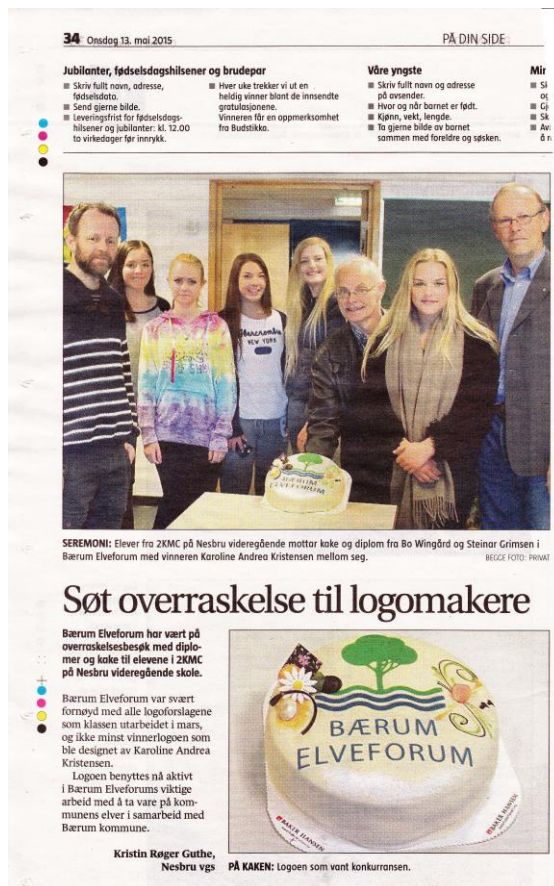 34 Onsdag 13. mai 2015
PÅ DIN SIDE
Jubilanter, fødselsdagshilsener og brudepar
Skriv fullt navn, adresse,
fødselsdato.
Send gjerne bilde.
Leveringsfrist for fødselsdags-
hilsener og jubilanter: kl. 12.00
to virkedager før innrykk.
Hver uke trekker vi ut en
heldig vinner blant de innsendte
gratulasjonene.
Vinneren får en oppmerksomhet
fra Budstikka.
Våre yngste
Skriv fullt navn og adresse
på avsender.
Hvor og når barnet er født.
Kjønn, vekt, lengde.
Ta gjerne bilde av barnet
sammen med foreldre og søsken.
Abercrombie
NEW YORK
BÆRUM
ELVEFORUM
SEREMONI: Elever fra 2KMC på Nesbru videregående mottar kake og diplom fra Bo Wingård og Steinar Grimsen i
Bærum Elveforum med vinneren Karoline Andrea Kristensen mellom seg.
BEGGE FOTO: PRIVAT
Søt overraskelse til logomakere
Bærum Elveforum har vært på
overraskelsesbesøk med diplo-
mer og kake til elevene i 2KMC
på Nesbru videregående skole.
Bærum Elveforum var svært
fornøyd med alle logoforslagene
som klassen utarbeidet i mars,
og ikke minst vinnerlogoen som
ble designet av Karoline Andrea
Kristensen.
Logoen benyttes nå aktivt
i Bærum Elveforums viktige
arbeid med å ta vare på kom-
munens elver i samarbeid med
Bærum kommune.
Kristin Røger Guthe,
Nesbru vgs
BÆRUM
ELVEFORUM
BAKER HANSEN
BAKER HANSEN
PÅ KAKEN: Logoen som vant konkurransen.